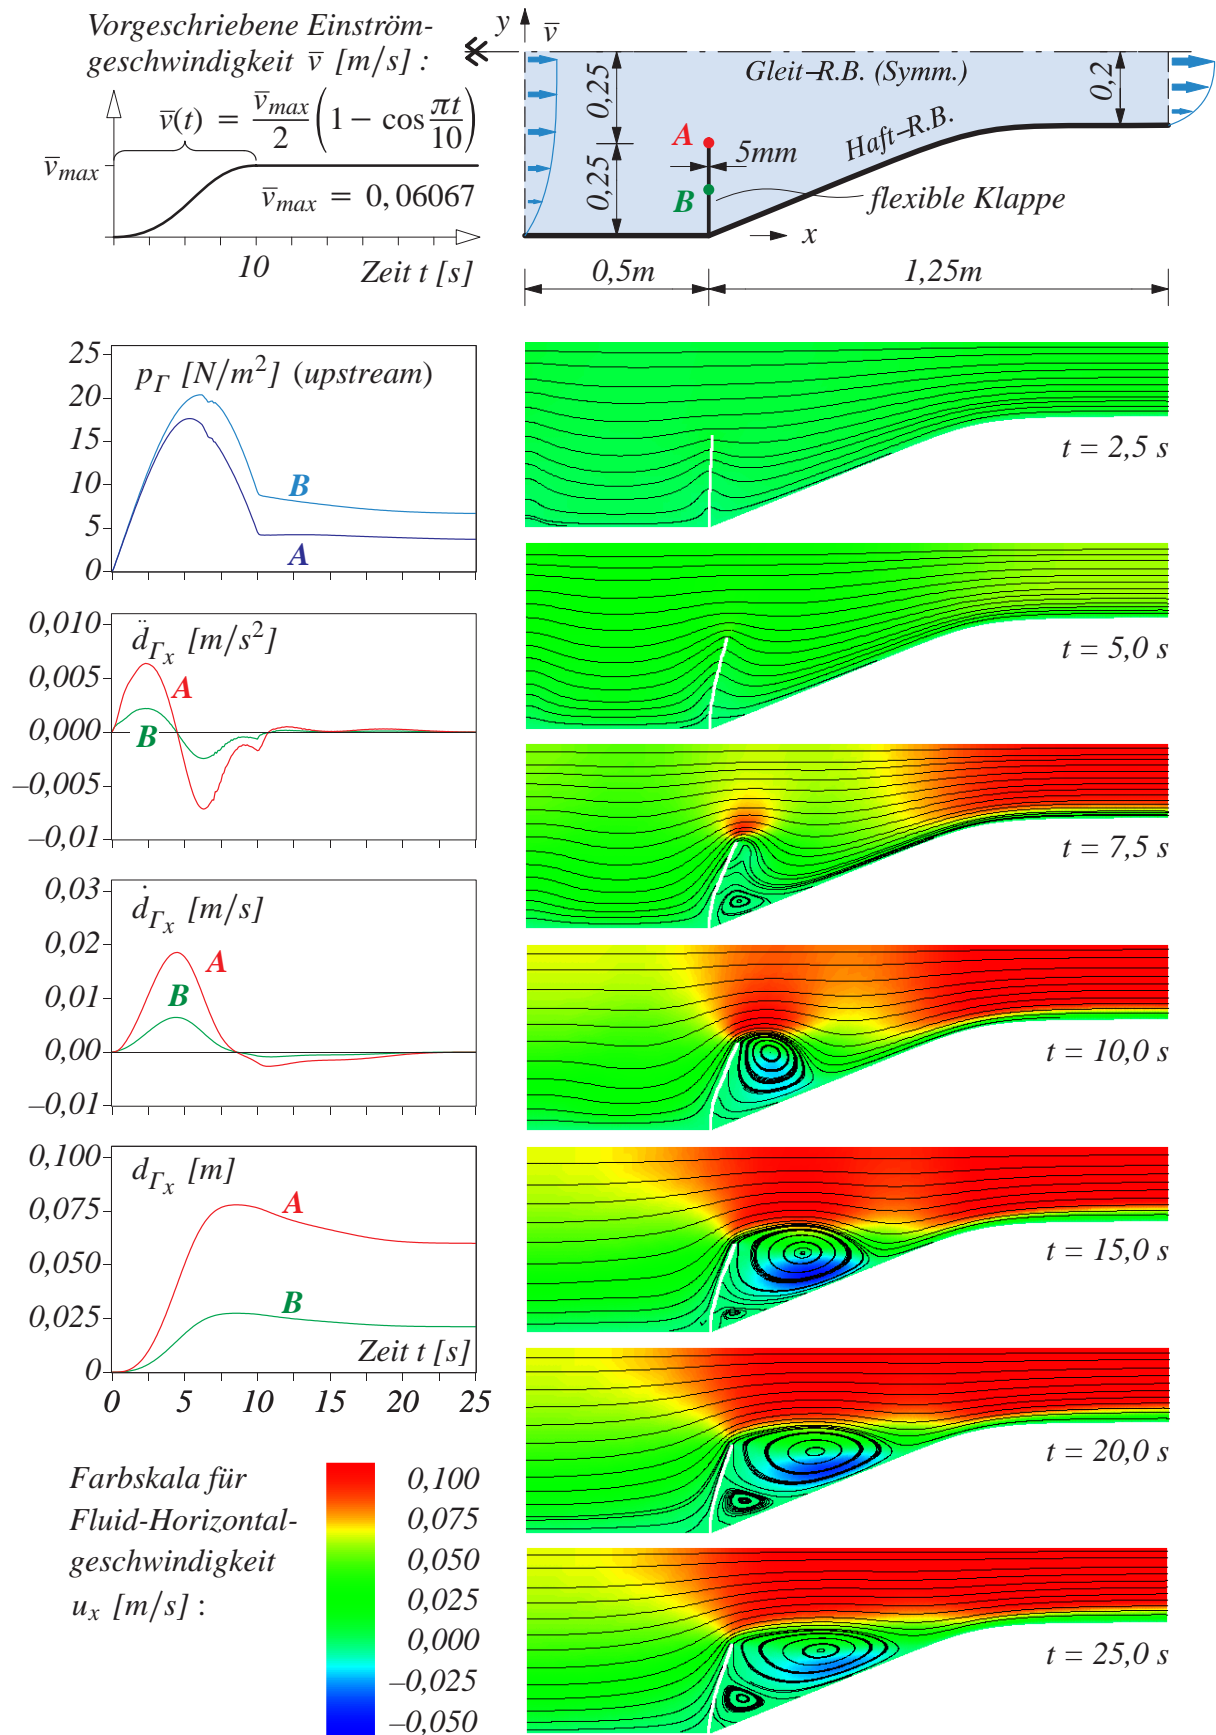 Vorgeschriebene Einström-
geschwindigkeit v̅ [m/s] :
v̅(t) = v̅max/2 (1 – cos πt/10)
v̅max
v̅max = 0,06067
10
Zeit t [s]
y
v̅
Gleit–R.B. (Symm.)
0,25
0,2
A
Haft–R.B.
5mm
0,25
B
flexible Klappe
x
0,5m
1,25m
25
pΓ [N/m²] (upstream)
20
15
10
B
5
A
0
0,010
d̈Γx [m/s²]
0,005
A
0,000
B
–0,005
–0,01
0,03
ḋΓx [m/s]
0,02
A
0,01
B
0,00
–0,01
0,100
dΓx [m]
0,075
A
0,050
0,025
B
Zeit t [s]
0
0 5 10 15 20 25
Farbskala für
Fluid-Horizontal-
geschwindigkeit
ux [m/s] :
0,100
0,075
0,050
0,025
0,000
–0,025
–0,050
t = 2,5 s
t = 5,0 s
t = 7,5 s
t = 10,0 s
t = 15,0 s
t = 20,0 s
t = 25,0 s